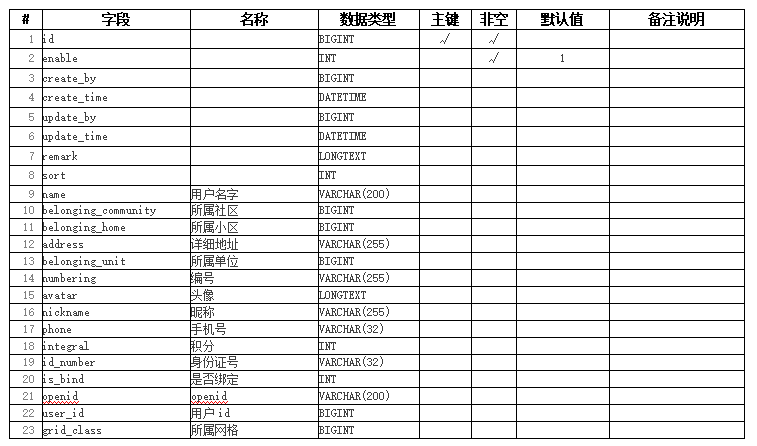 # 字段 名称 数据类型 主键 非空 默认值 备注说明
1 id BIGINT √ √
2 enable INT √ 1
3 create_by BIGINT
4 create_time DATETIME
5 update_by BIGINT
6 update_time DATETIME
7 remark LONGTEXT
8 sort INT
9 name 用户名字 VARCHAR(200)
10 belonging_community 所属社区 BIGINT
11 belonging_home 所属小区 BIGINT
12 address 详细地址 VARCHAR(255)
13 belonging_unit 所属单位 BIGINT
14 numbering 编号 VARCHAR(255)
15 avatar 头像 LONGTEXT
16 nickname 昵称 VARCHAR(255)
17 phone 手机号 VARCHAR(32)
18 integral 积分 INT
19 id_number 身份证号 VARCHAR(32)
20 is_bind 是否绑定 INT
21 openid openid VARCHAR(200)
22 user_id 用户id BIGINT
23 grid_class 所属网格 BIGINT